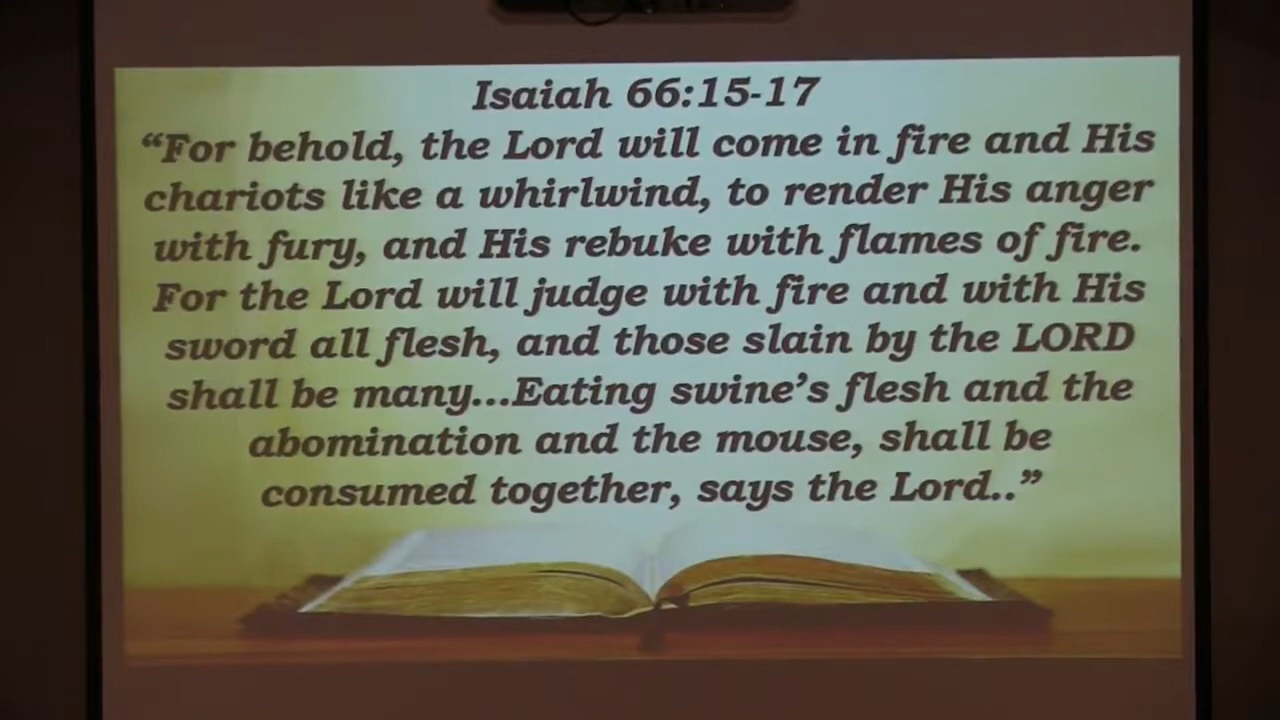 Isaiah 66:15-17
“For behold, the Lord will come in fire and His
chariots like a whirlwind, to render His anger
with fury, and His rebuke with flames of fire.
For the Lord will judge with fire and with His
sword all flesh, and those slain by the LORD
shall be many...Eating swine’s flesh and the
abomination and the mouse, shall be
consumed together, says the Lord..”